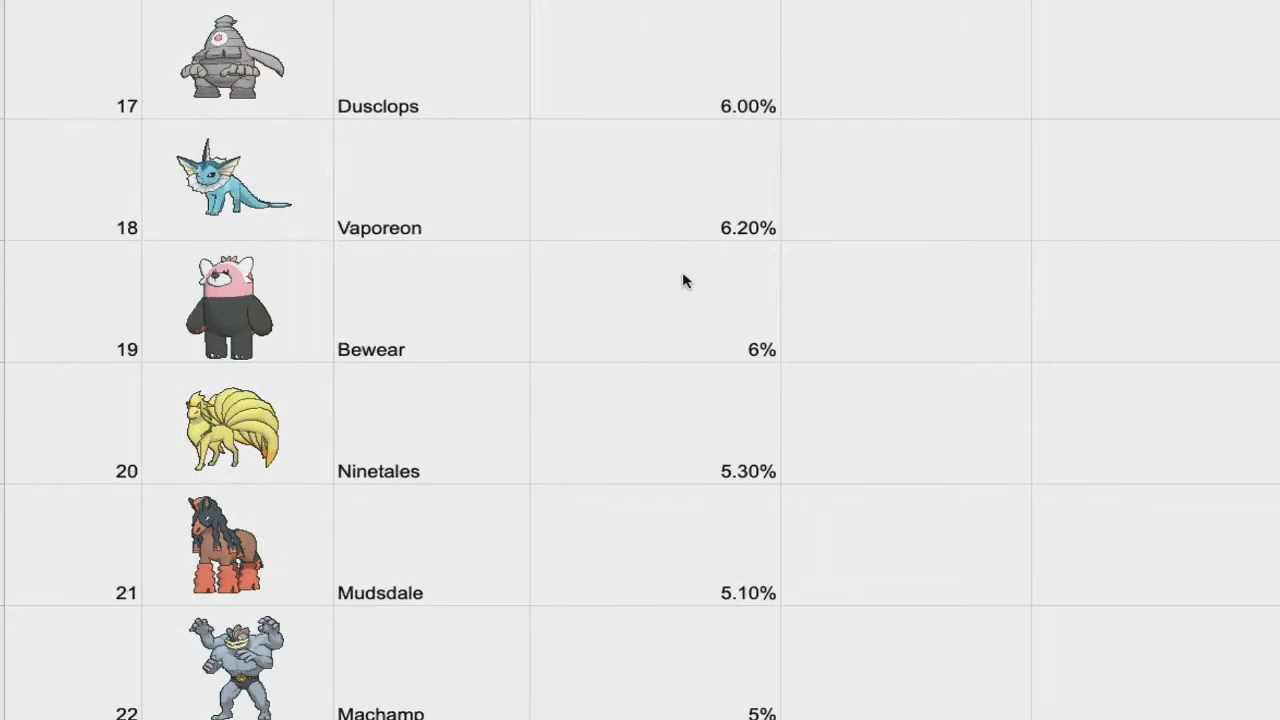 17 Dusclops 6.00%
18 Vaporeon 6.20%
19 Bewear 6%
20 Ninetales 5.30%
21 Mudsdale 5.10%
22 Machamp 5%